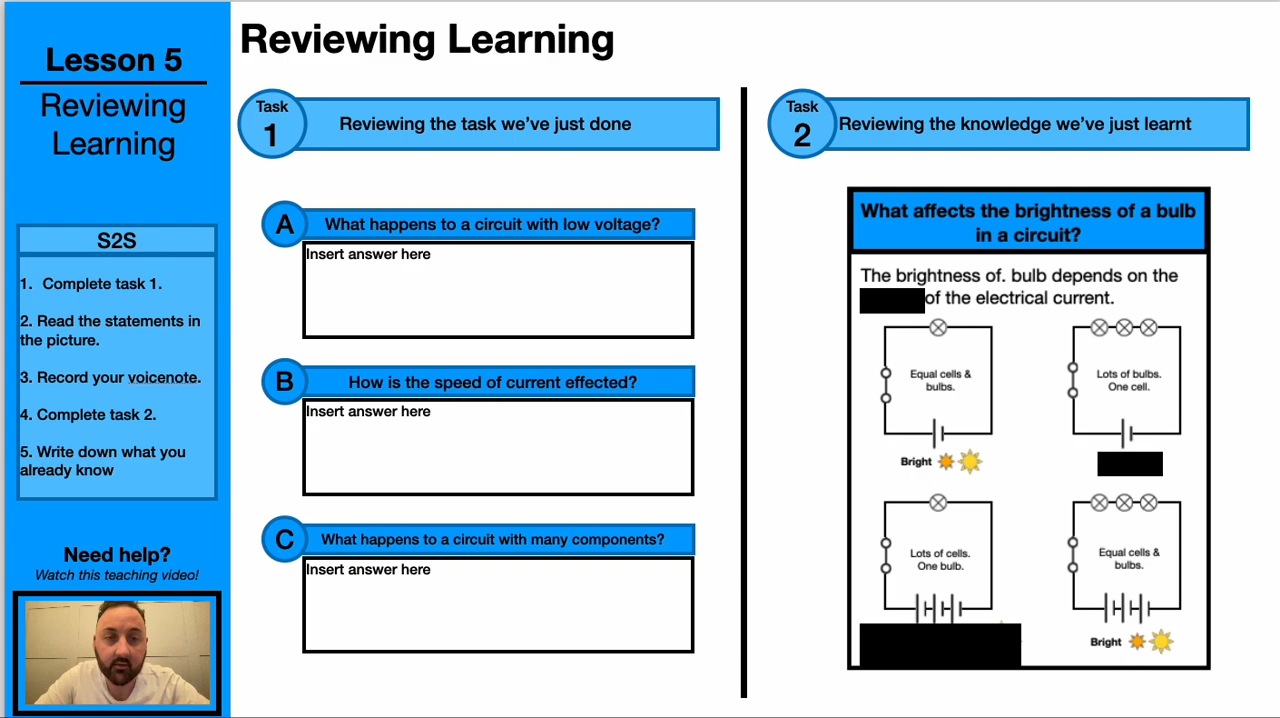 Lesson 5
Reviewing
Learning
S2S
1. Complete task 1.
2. Read the statements in
the picture.
3. Record your voicenote.
4. Complete task 2.
5. Write down what you
already know
Need help?
Watch this teaching video!
Reviewing Learning
Task
1
Reviewing the task we've just done
A
What happens to a circuit with low voltage?
Insert answer here
B
How is the speed of current effected?
Insert answer here
C
What happens to a circuit with many components?
Insert answer here
Task
2
Reviewing the knowledge we've just learnt
What affects the brightness of a bulb
in a circuit?
The brightness of. bulb depends on the
of the electrical current.
Equal cells &
bulbs.
Bright
Lots of bulbs.
One cell.
Lots of cells.
One bulb.
Equal cells &
bulbs.
Bright